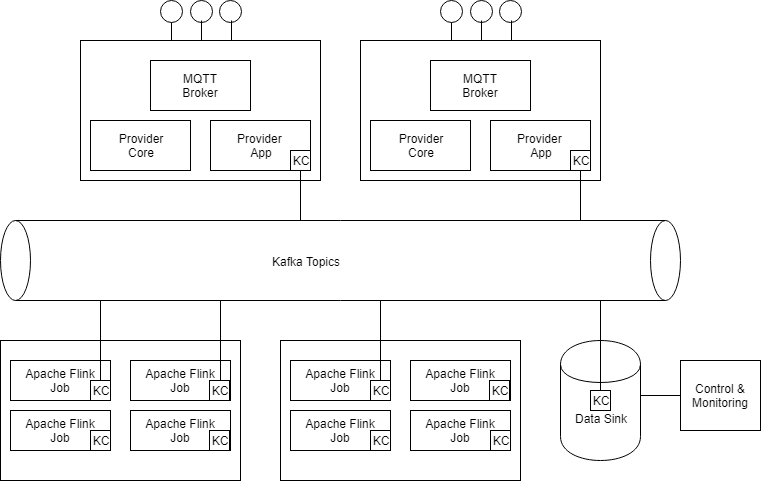 MQTT
Broker
Provider
Core
Provider
App
KC
MQTT
Broker
Provider
Core
Provider
App
KC
Kafka Topics
Apache Flink
Job
KC
Apache Flink
Job
KC
Apache Flink
Job
KC
Apache Flink
Job
KC
Apache Flink
Job
KC
Apache Flink
Job
KC
Apache Flink
Job
KC
Apache Flink
Job
KC
KC
Data Sink
Control &
Monitoring